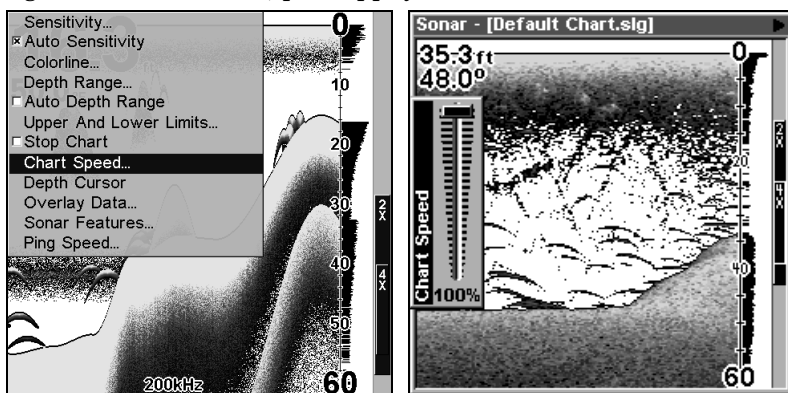 Sensitivity...
Auto Sensitivity
Colorline...
Depth Range...
Auto Depth Range
Upper And Lower Limits...
Stop Chart
Chart Speed...
Depth Cursor
Overlay Data...
Sonar Features...
Ping Speed...
0
10
20
30
40
50
60
2X
4X
200kHz
Sonar - [Default Chart.slg]
35.3ft
48.0°
Chart Speed
100%
0
20
40
60
2X
4X